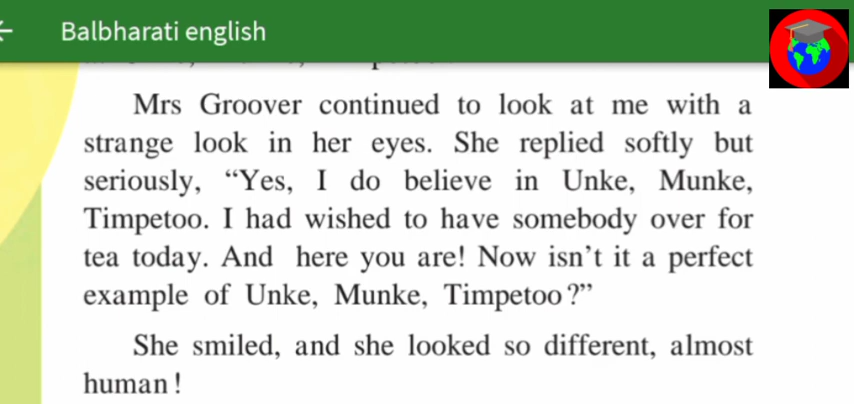 Balbharati english
Mrs Groover continued to look at me with a
strange look in her eyes. She replied softly but
seriously, “Yes, I do believe in Unke, Munke,
Timpetoo. I had wished to have somebody over for
tea today. And here you are! Now isn’t it a perfect
example of Unke, Munke, Timpetoo?”
She smiled, and she looked so different, almost
human!